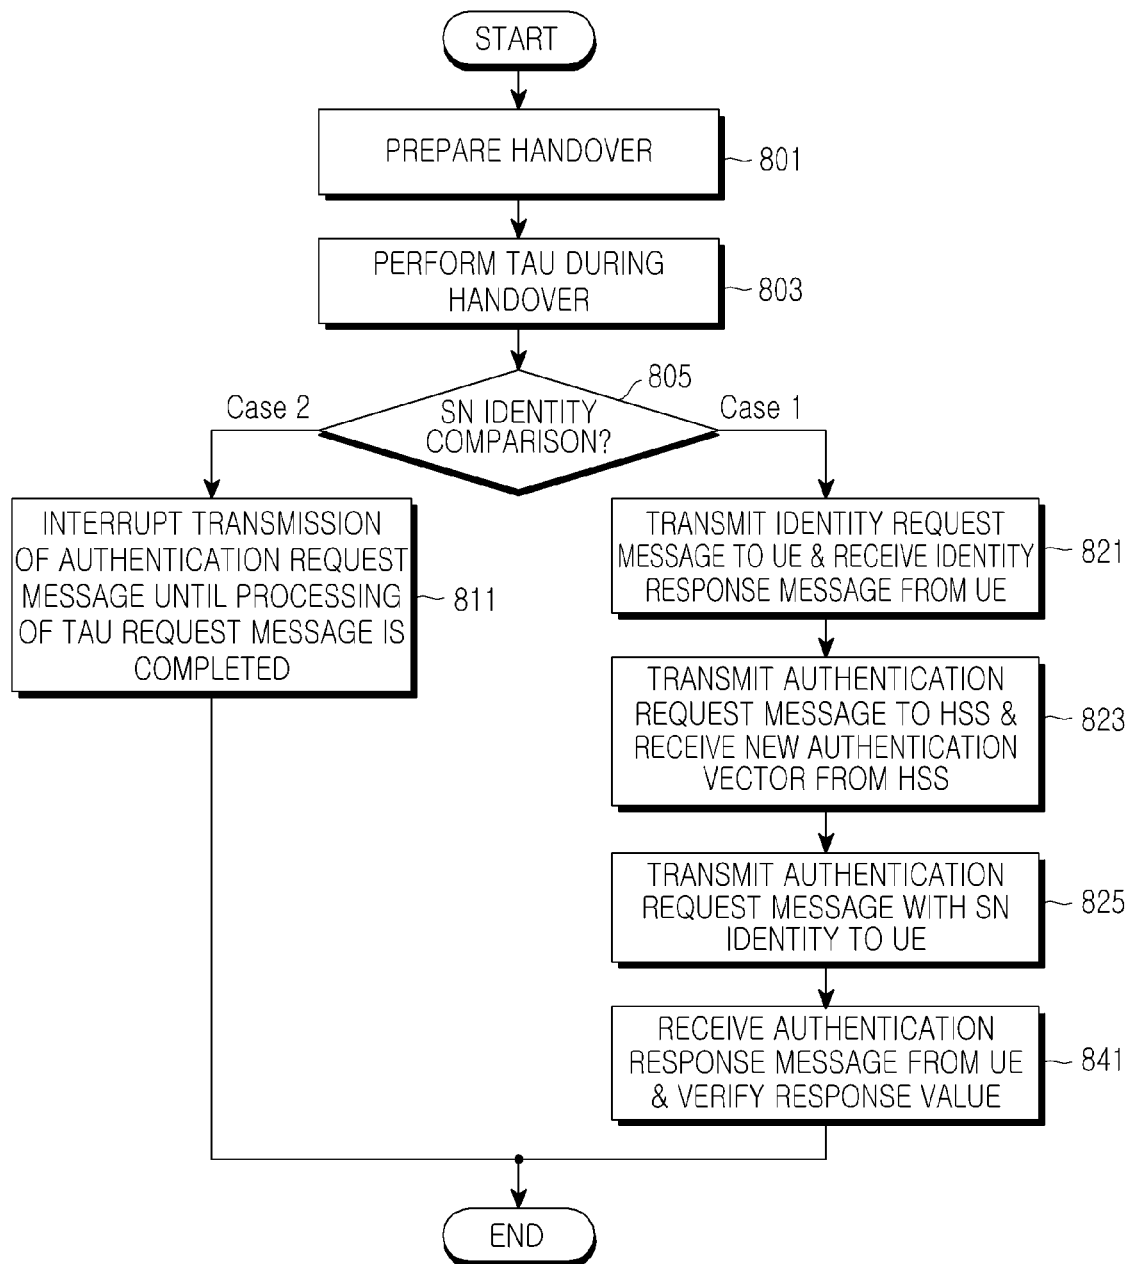 START
PREPARE HANDOVER
801
PERFORM TAU DURING
HANDOVER
803
805
SN IDENTITY
COMPARISON?
Case 2
Case 1
INTERRUPT TRANSMISSION
OF AUTHENTICATION REQUEST
MESSAGE UNTIL PROCESSING
OF TAU REQUEST MESSAGE IS
COMPLETED
811
TRANSMIT IDENTITY REQUEST
MESSAGE TO UE & RECEIVE IDENTITY
RESPONSE MESSAGE FROM UE
821
TRANSMIT AUTHENTICATION
REQUEST MESSAGE TO HSS &
RECEIVE NEW AUTHENTICATION
VECTOR FROM HSS
823
TRANSMIT AUTHENTICATION
REQUEST MESSAGE WITH SN
IDENTITY TO UE
825
RECEIVE AUTHENTICATION
RESPONSE MESSAGE FROM UE
& VERIFY RESPONSE VALUE
841
END